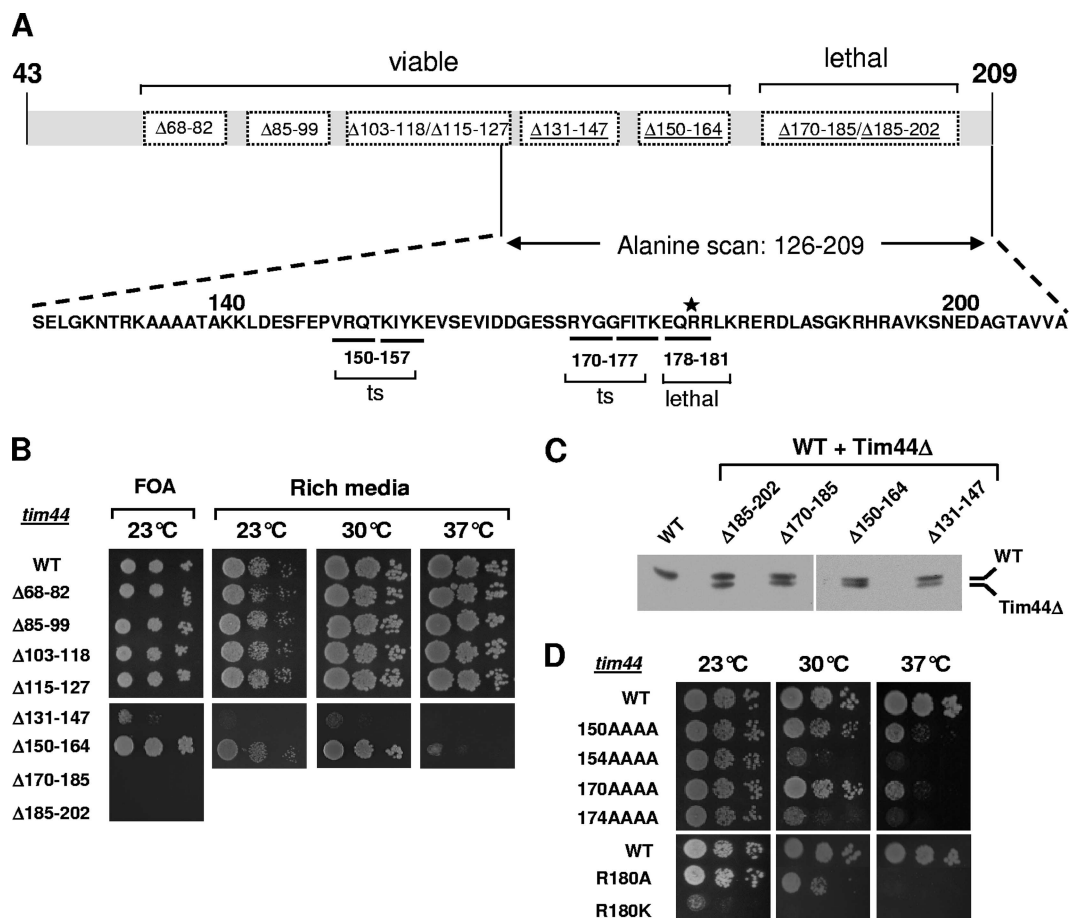 A
43
viable
lethal
209
Δ68-82
Δ85-99
Δ103-118/Δ115-127
Δ131-147
Δ150-164
Δ170-185/Δ185-202
Alanine scan: 126-209
140
200
SELGKNTRKAAAATAKKLDESFEPVRQTKIYKEVSEVIDDGESSRYGGFITKEQRRLKRERDLASGKRHRAVKSNEDAGTAVVA
150-157
170-177
178-181
ts
ts
lethal
B
FOA
Rich media
tim44
23°C
23°C
30°C
37°C
WT
Δ68-82
Δ85-99
Δ103-118
Δ115-127
Δ131-147
Δ150-164
Δ170-185
Δ185-202
C
WT + Tim44Δ
WT
Δ185-202
Δ170-185
Δ150-164
Δ131-147
WT
Tim44Δ
D
tim44
23°C
30°C
37°C
WT
150AAAA
154AAAA
170AAAA
174AAAA
WT
R180A
R180K